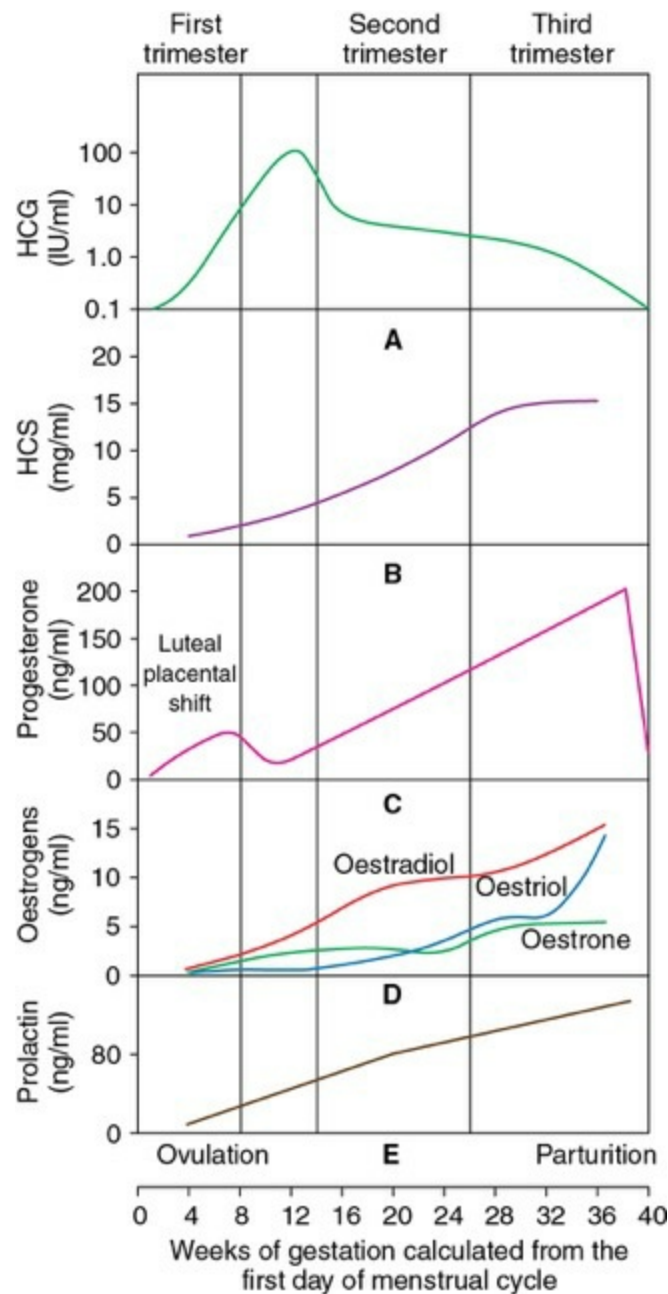 First trimester
Second trimester
Third trimester
HCG (IU/ml)
100
10
1.0
0.1
A
HCS (mg/ml)
20
15
10
5
0
B
Progesterone (ng/ml)
200
150
100
50
0
Luteal
placental
shift
C
Oestrogens (ng/ml)
15
10
5
0
Oestradiol
Oestriol
Oestrone
D
Prolactin (ng/ml)
80
0
Ovulation
E
Parturition
0 4 8 12 16 20 24 28 32 36 40
Weeks of gestation calculated from the
first day of menstrual cycle